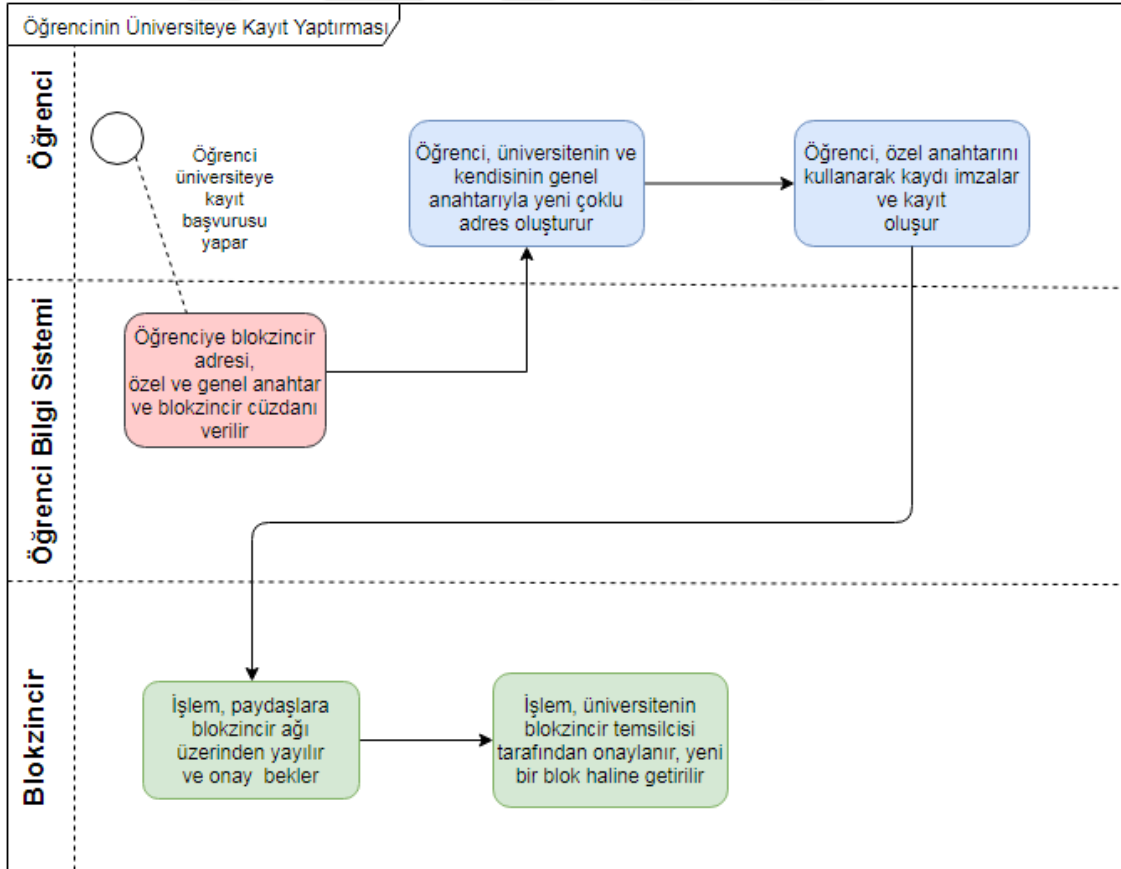 Öğrencinin Üniversiteye Kayıt Yaptırması
Öğrenci
Öğrenci
üniversiteye
kayıt
başvurusu
yapar
Öğrenci, üniversitenin ve
kendisinin genel
anahtarıyla yeni çoklu
adres oluşturur
Öğrenci, özel anahtarını
kullanarak kaydı imzalar
ve kayıt
oluşur
Öğrenci Bilgi Sistemi
Öğrenciye blokzincir
adresi,
özel ve genel anahtar
ve blokzincir cüzdanı
verilir
Blokzincir
İşlem, paydaşlara
blokzincir ağı
üzerinden yayılır
ve onay bekler
İşlem, üniversitenin
blokzincir temsilcisi
tarafından onaylanır, yeni
bir blok haline getirilir